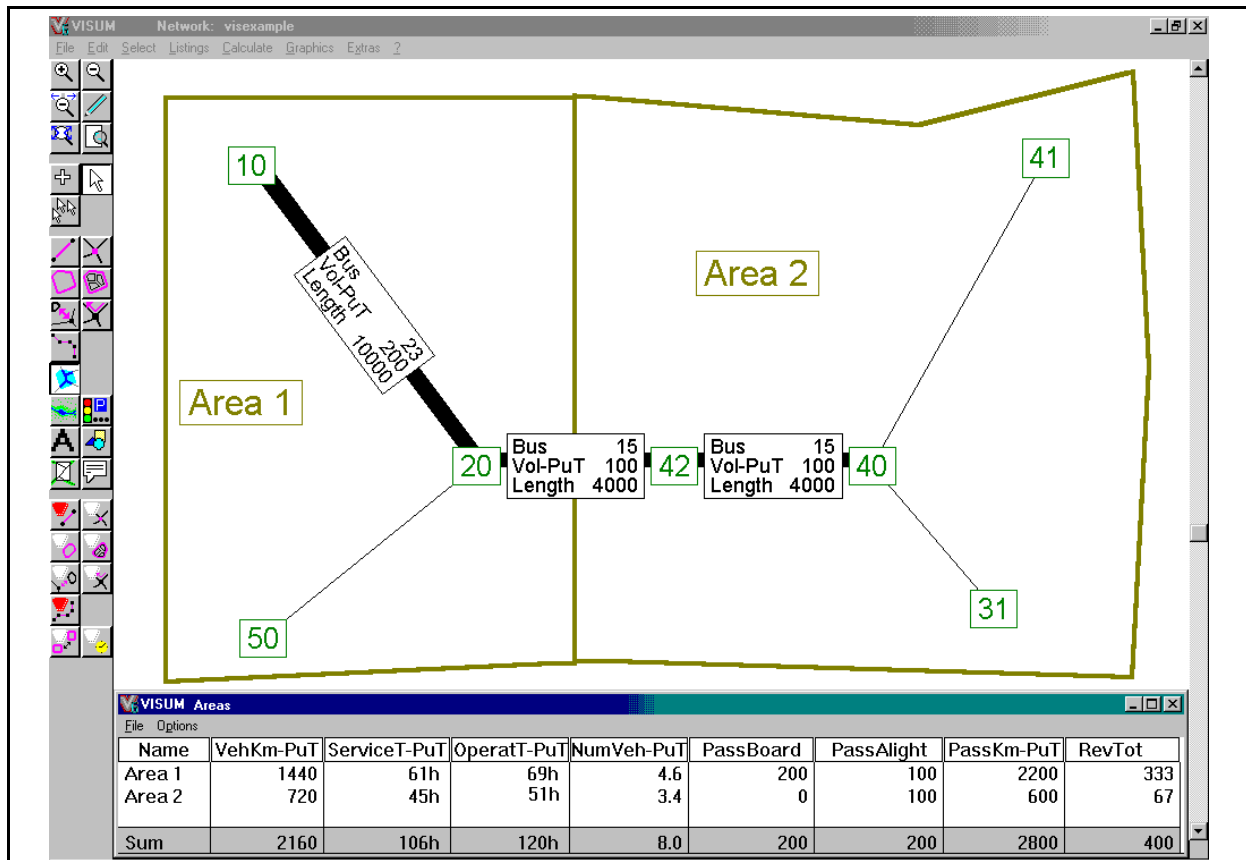 VISUM Network: visexample
File Edit Select Listings Calculate Graphics Extras ?
10
41
Bus 23
Vol-PuT 200
Length 10000
Area 2
Area 1
20
Bus 15
Vol-PuT 100
Length 4000
42
Bus 15
Vol-PuT 100
Length 4000
40
50
31
VISUM Areas
File Options
Name VehKm-PuT ServiceT-PuT OperatT-PuT NumVeh-PuT PassBoard PassAlight PassKm-PuT RevTot
Area 1 1440 61h 69h 4.6 200 100 2200 333
Area 2 720 45h 51h 3.4 0 100 600 67
Sum 2160 106h 120h 8.0 200 200 2800 400